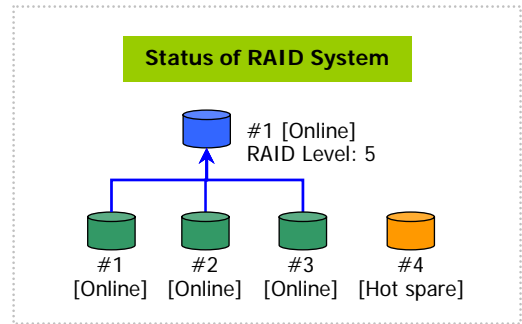 Status of RAID System
#1 [Online]
RAID Level: 5
#1 #2 #3 #4
[Online] [Online] [Online] [Hot spare]